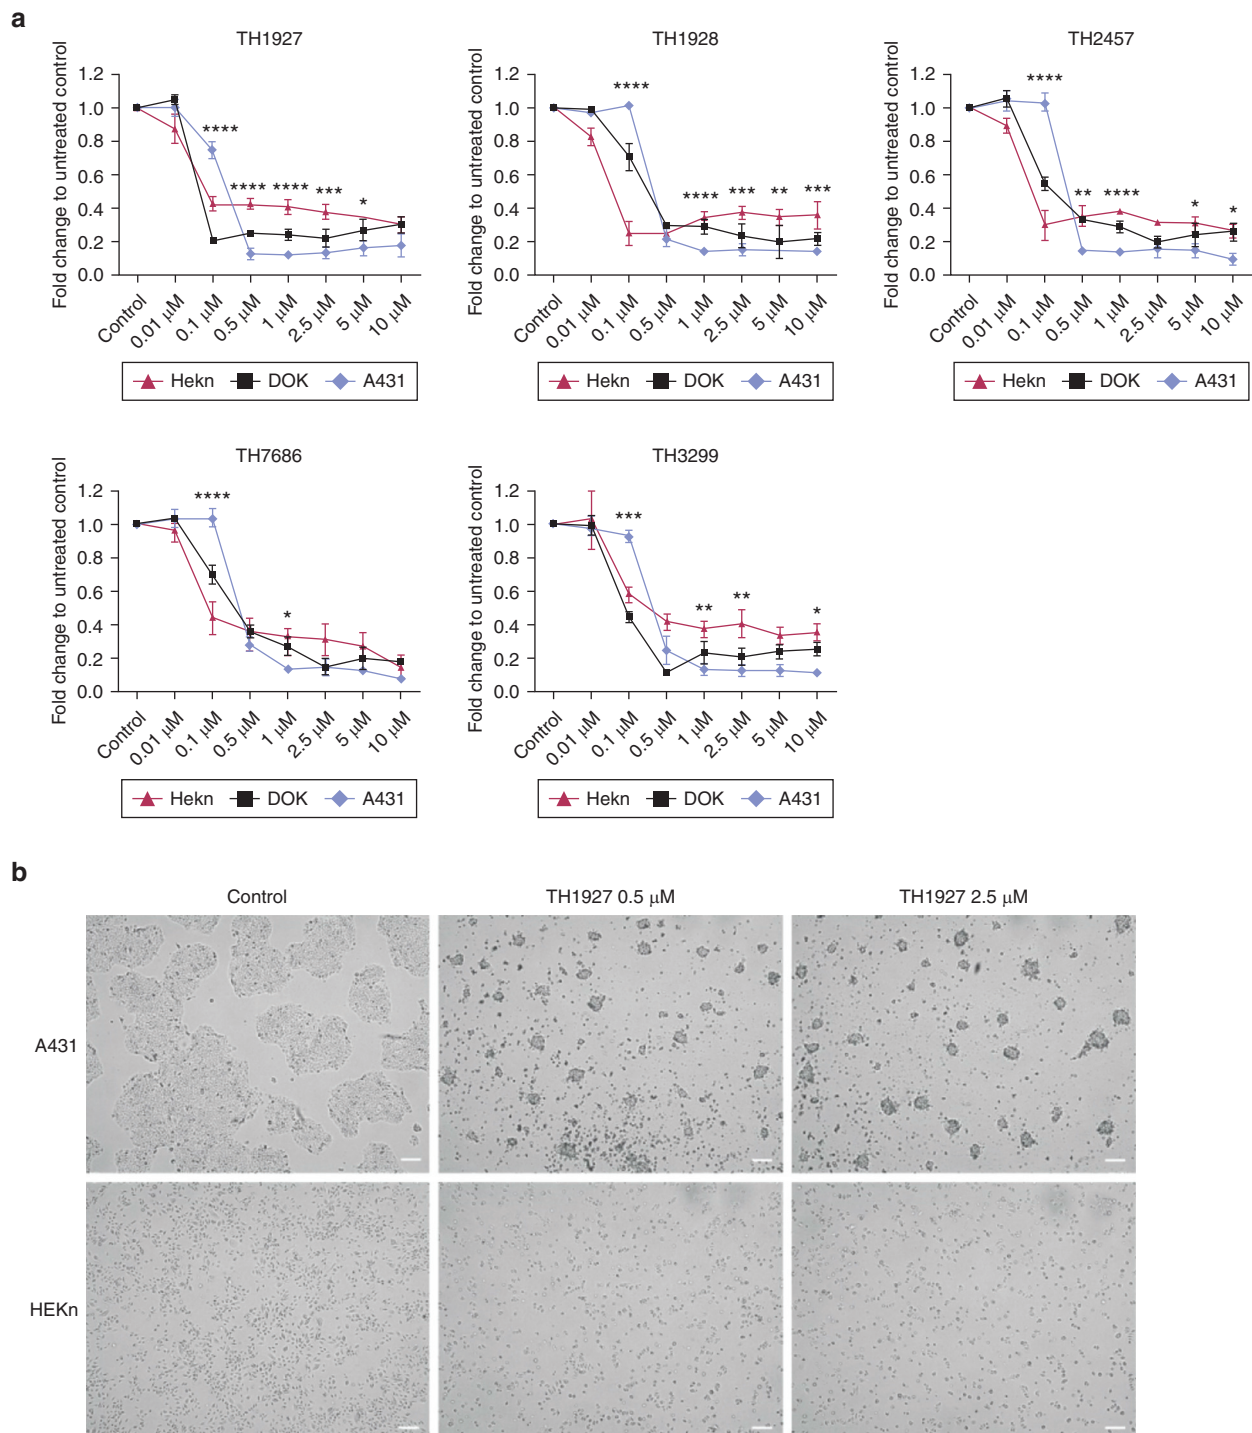 a
TH1927
Fold change to untreated control
1.2
1.0
0.8
0.6
0.4
0.2
0.0
**** **** **** *** *
Control 0.01 μM 0.1 μM 0.5 μM 1 μM 2.5 μM 5 μM 10 μM
Hekn DOK A431
TH1928
Fold change to untreated control
1.2
1.0
0.8
0.6
0.4
0.2
0.0
**** **** *** ** ***
Control 0.01 μM 0.1 μM 0.5 μM 1 μM 2.5 μM 5 μM 10 μM
Hekn DOK A431
TH2457
Fold change to untreated control
1.2
1.0
0.8
0.6
0.4
0.2
0.0
**** ** **** * *
Control 0.01 μM 0.1 μM 0.5 μM 1 μM 2.5 μM 5 μM 10 μM
Hekn DOK A431
TH7686
Fold change to untreated control
1.2
1.0
0.8
0.6
0.4
0.2
0.0
**** *
Control 0.01 μM 0.1 μM 0.5 μM 1 μM 2.5 μM 5 μM 10 μM
Hekn DOK A431
TH3299
Fold change to untreated control
1.2
1.0
0.8
0.6
0.4
0.2
0.0
*** ** ** *
Control 0.01 μM 0.1 μM 0.5 μM 1 μM 2.5 μM 5 μM 10 μM
Hekn DOK A431
b
Control TH1927 0.5 μM TH1927 2.5 μM
A431
HEKn